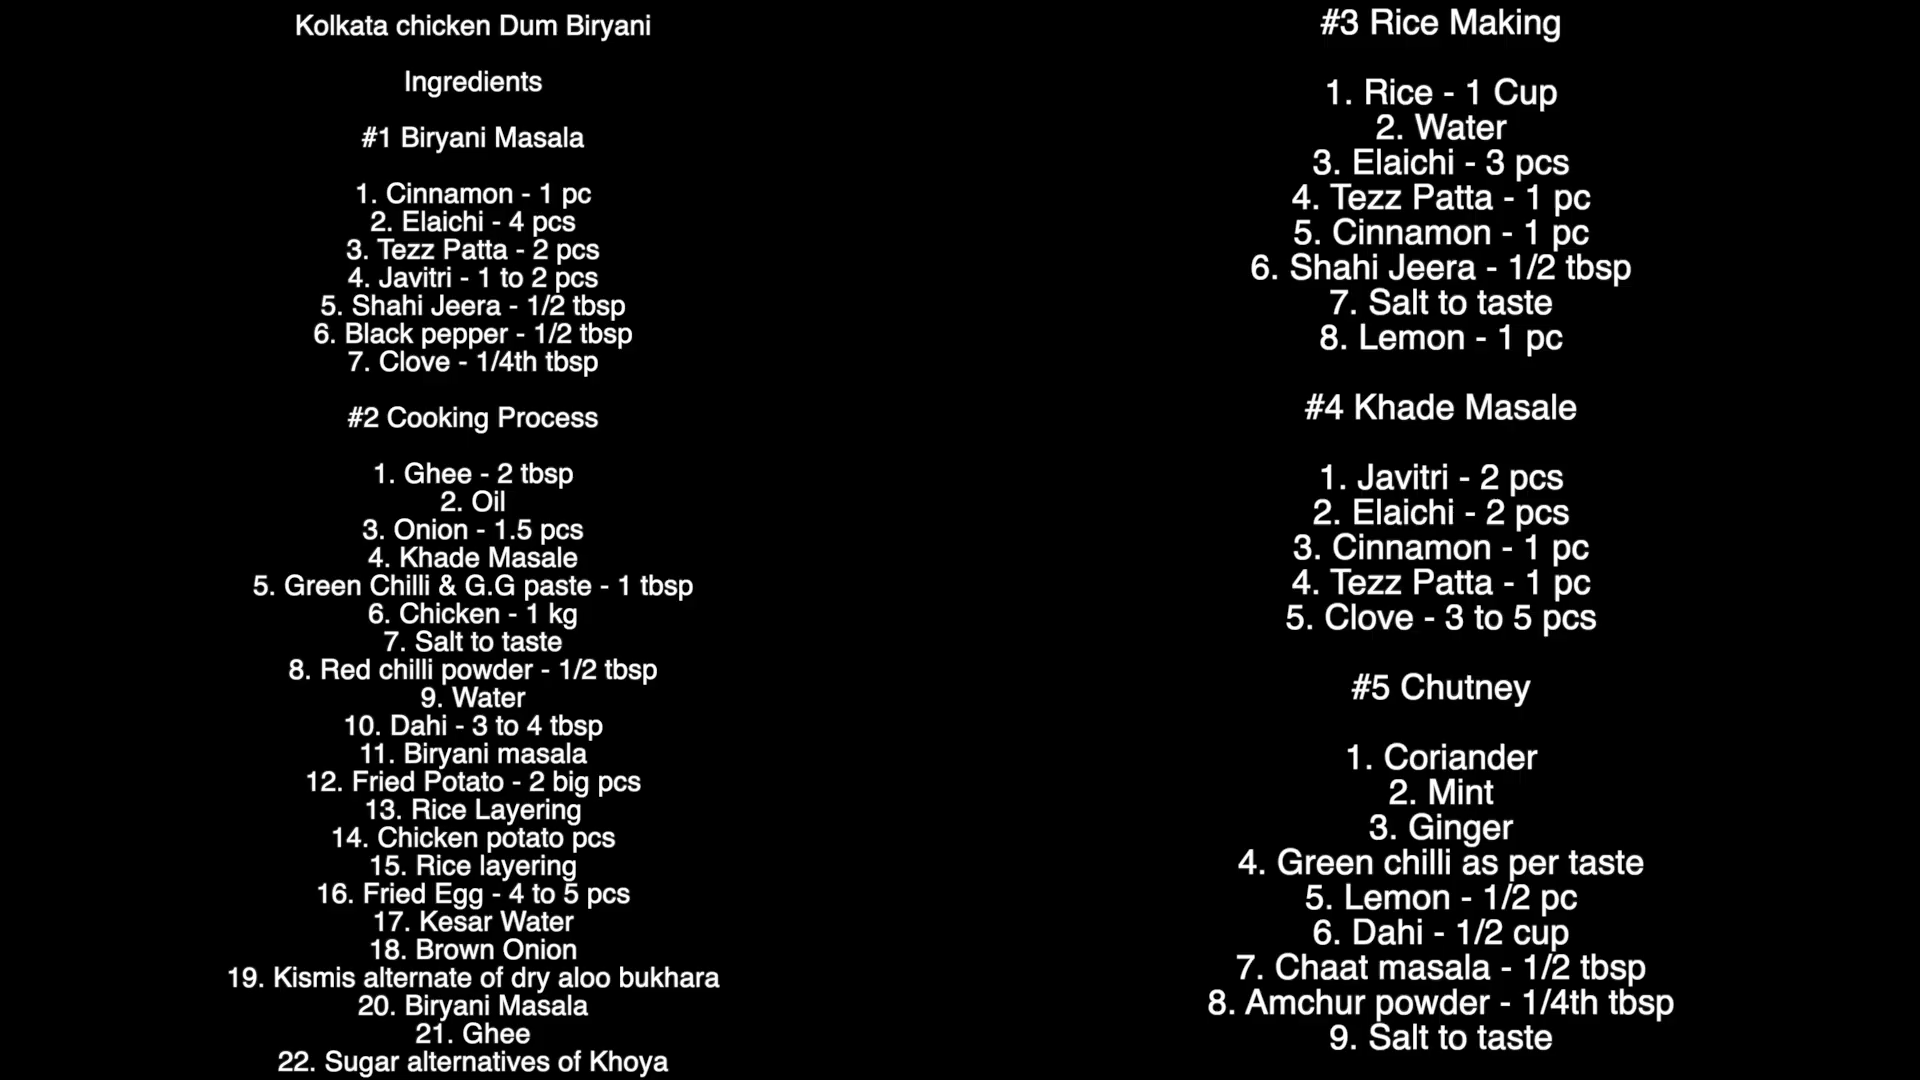 Kolkata chicken Dum Biryani
Ingredients
#1 Biryani Masala
1. Cinnamon - 1 pc
2. Elaichi - 4 pcs
3. Tezz Patta - 2 pcs
4. Javitri - 1 to 2 pcs
5. Shahi Jeera - 1/2 tbsp
6. Black pepper - 1/2 tbsp
7. Clove - 1/4th tbsp
#2 Cooking Process
1. Ghee - 2 tbsp
2. Oil
3. Onion - 1.5 pcs
4. Khade Masale
5. Green Chilli & G.G paste - 1 tbsp
6. Chicken - 1 kg
7. Salt to taste
8. Red chilli powder - 1/2 tbsp
9. Water
10. Dahi - 3 to 4 tbsp
11. Biryani masala
12. Fried Potato - 2 big pcs
13. Rice Layering
14. Chicken potato pcs
15. Rice layering
16. Fried Egg - 4 to 5 pcs
17. Kesar Water
18. Brown Onion
19. Kismis alternate of dry aloo bukhara
20. Biryani Masala
21. Ghee
22. Sugar alternatives of Khoya
#3 Rice Making
1. Rice - 1 Cup
2. Water
3. Elaichi - 3 pcs
4. Tezz Patta - 1 pc
5. Cinnamon - 1 pc
6. Shahi Jeera - 1/2 tbsp
7. Salt to taste
8. Lemon - 1 pc
#4 Khade Masale
1. Javitri - 2 pcs
2. Elaichi - 2 pcs
3. Cinnamon - 1 pc
4. Tezz Patta - 1 pc
5. Clove - 3 to 5 pcs
#5 Chutney
1. Coriander
2. Mint
3. Ginger
4. Green chilli as per taste
5. Lemon - 1/2 pc
6. Dahi - 1/2 cup
7. Chaat masala - 1/2 tbsp
8. Amchur powder - 1/4th tbsp
9. Salt to taste